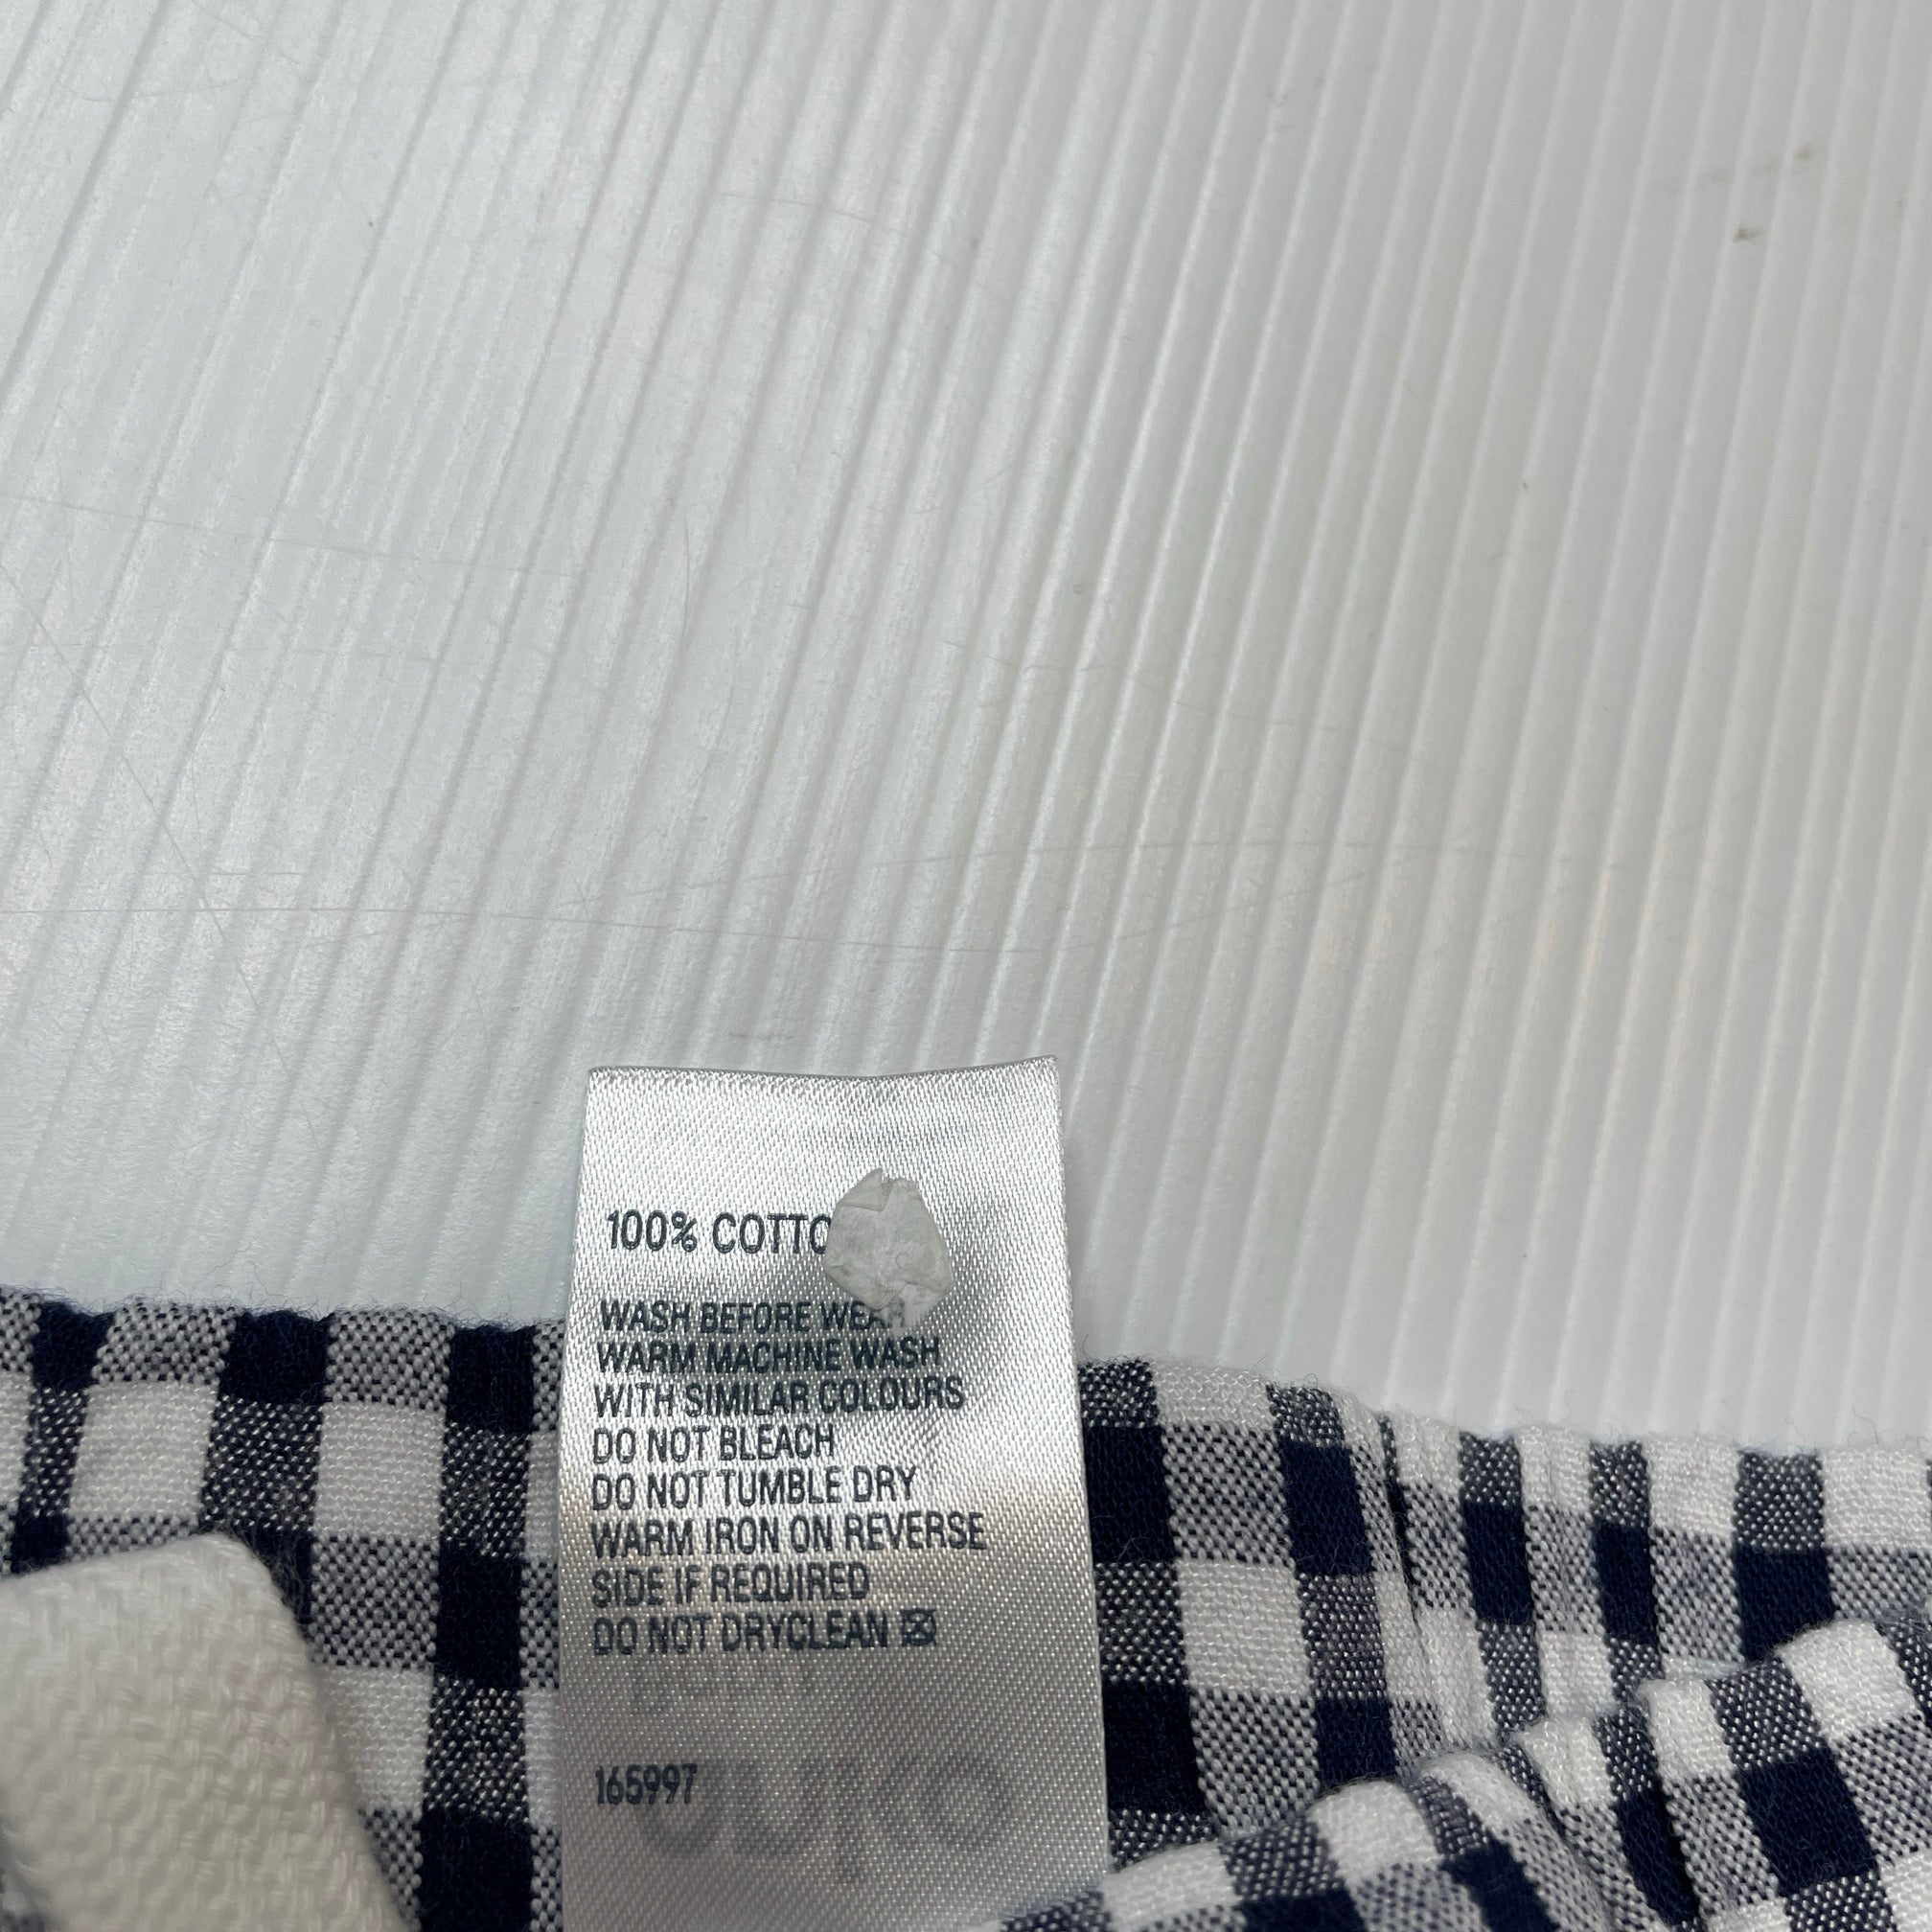 100% COTTO
WASH BEFORE WEAR
WARM MACHINE WASH
WITH SIMILAR COLOURS
DO NOT BLEACH
DO NOT TUMBLE DRY
WARM IRON ON REVERSE
SIDE IF REQUIRED
DO NOT DRYCLEAN
165997